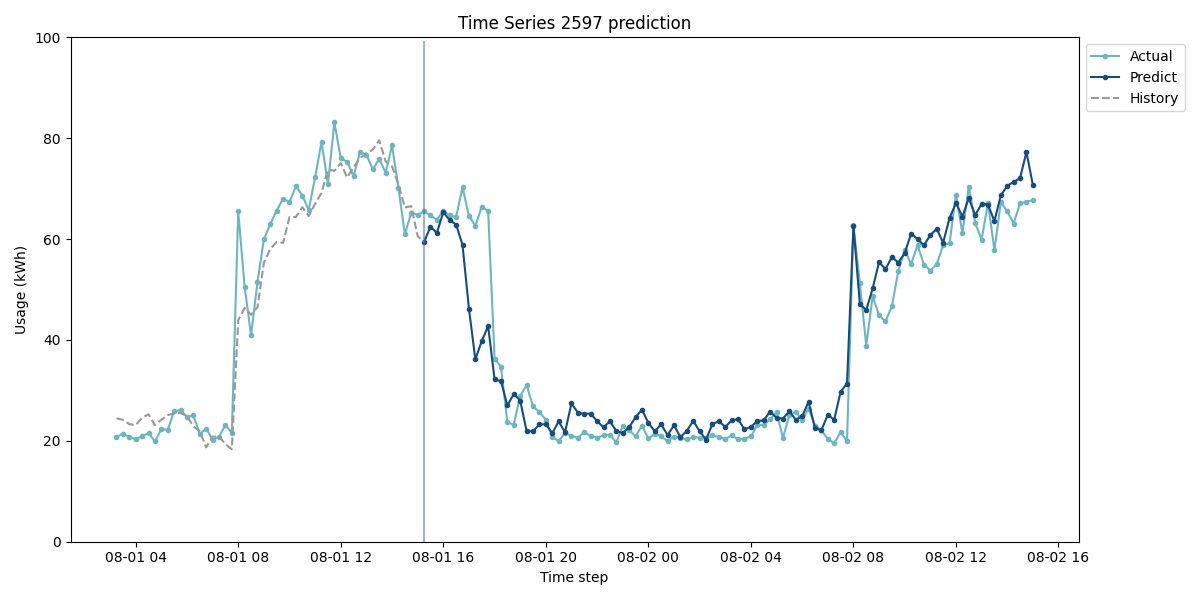 Time Series 2597 prediction
100
80
60
40
20
0
Usage (kWh)
08-01 04
08-01 08
08-01 12
08-01 16
08-01 20
08-02 00
08-02 04
08-02 08
08-02 12
08-02 16
Time step
Actual
Predict
History